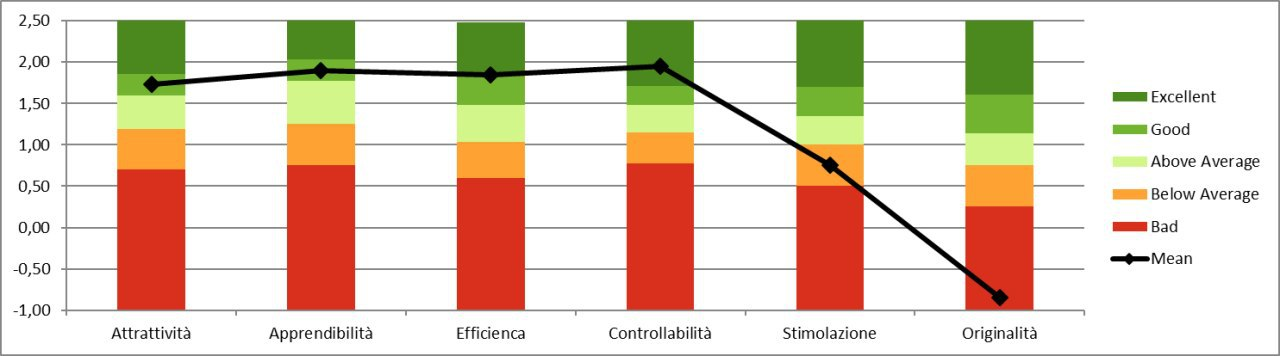 2,50
2,00
1,50
1,00
0,50
0,00
-0,50
-1,00
Attrattività Apprendibilità Efficienca Controllabilità Stimolazione Originalità
Excellent
Good
Above Average
Below Average
Bad
Mean